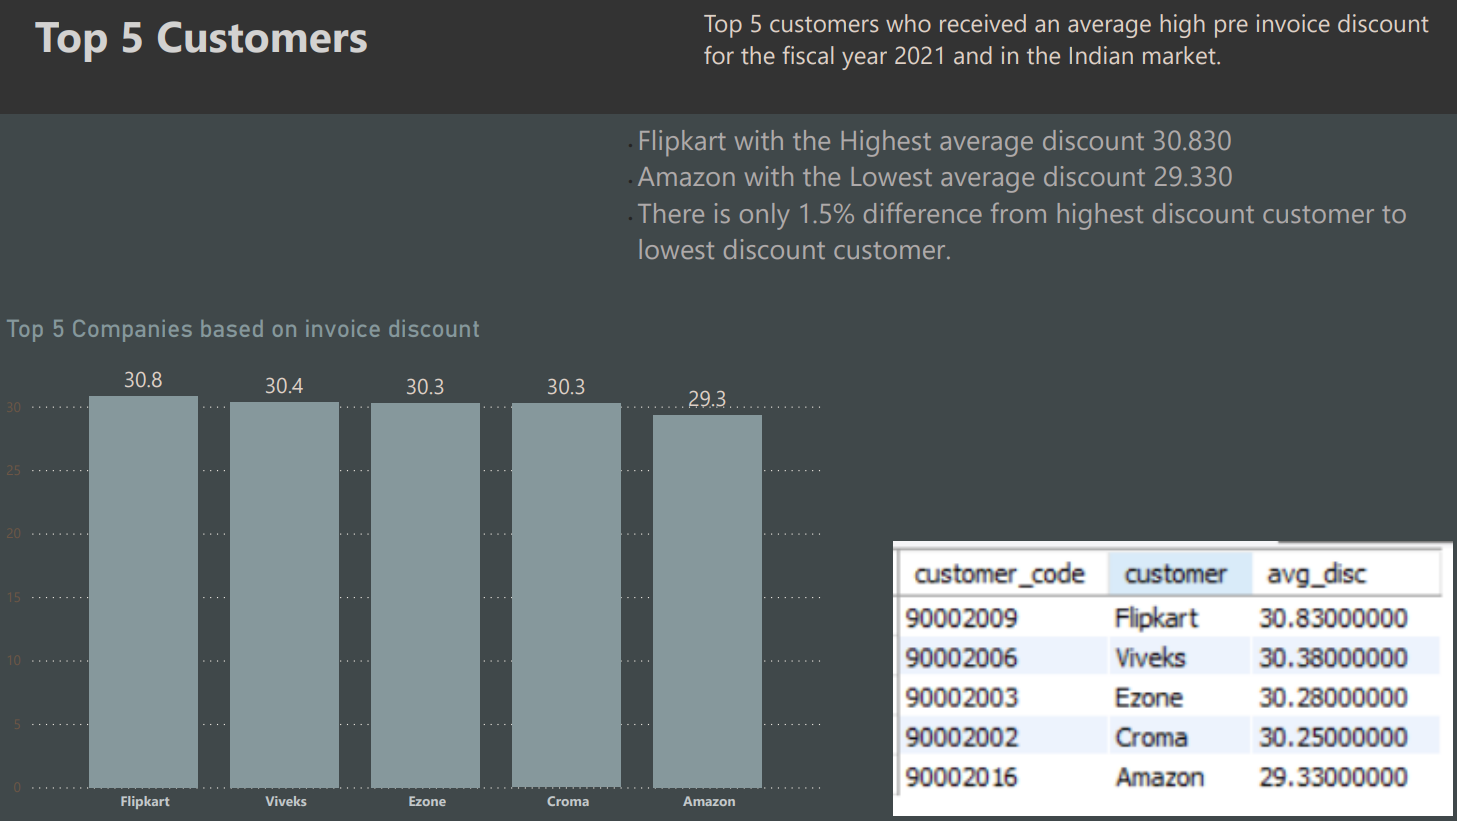 Top 5 Customers
Top 5 customers who received an average high pre invoice discount
for the fiscal year 2021 and in the Indian market.
· Flipkart with the Highest average discount 30.830
· Amazon with the Lowest average discount 29.330
· There is only 1.5% difference from highest discount customer to
lowest discount customer.
Top 5 Companies based on invoice discount
30.8 30.4 30.3 30.3 29.3
30
25
20
15
10
5
0
Flipkart Viveks Ezone Croma Amazon
customer_code customer avg_disc
90002009 Flipkart 30.83000000
90002006 Viveks 30.38000000
90002003 Ezone 30.28000000
90002002 Croma 30.25000000
90002016 Amazon 29.33000000